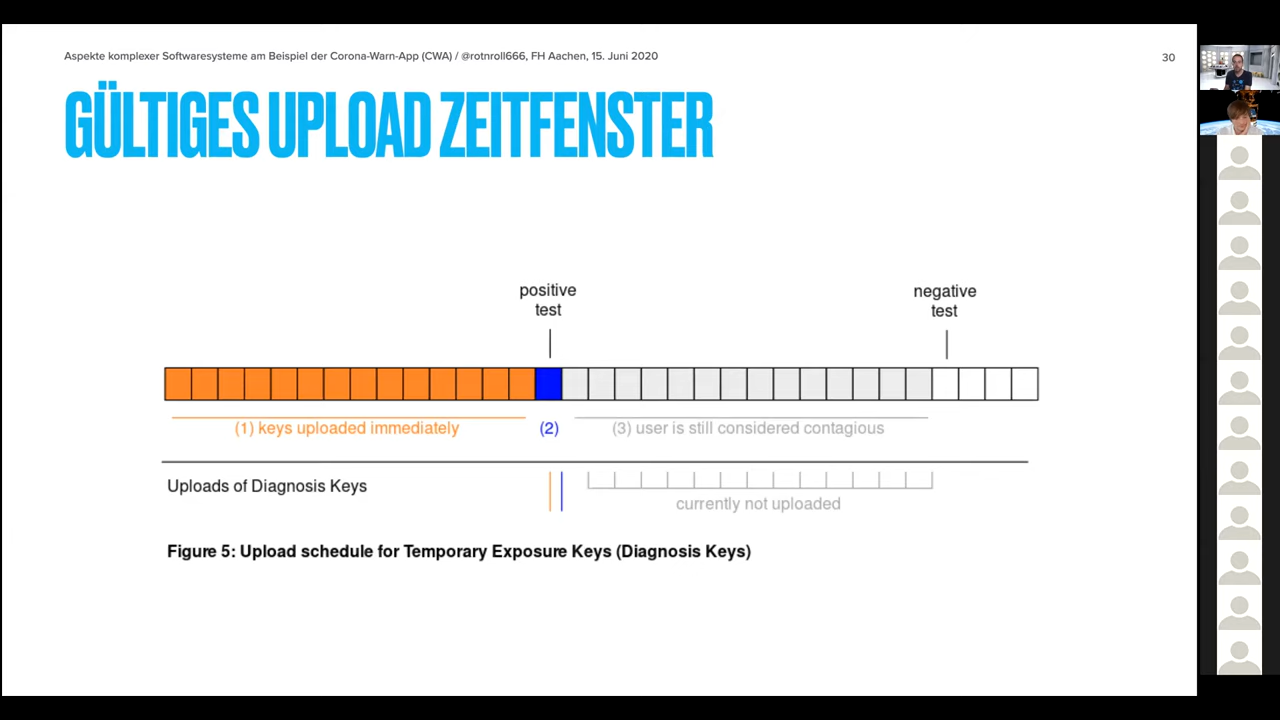 Aspekte komplexer Softwaresysteme am Beispiel der Corona-Warn-App (CWA) / @rotnroll666, FH Aachen, 15. Juni 2020
30
GÜLTIGES UPLOAD ZEITFENSTER
positive
test
negative
test
(1) keys uploaded immediately
(2)
(3) user is still considered contagious
Uploads of Diagnosis Keys
currently not uploaded
Figure 5: Upload schedule for Temporary Exposure Keys (Diagnosis Keys)